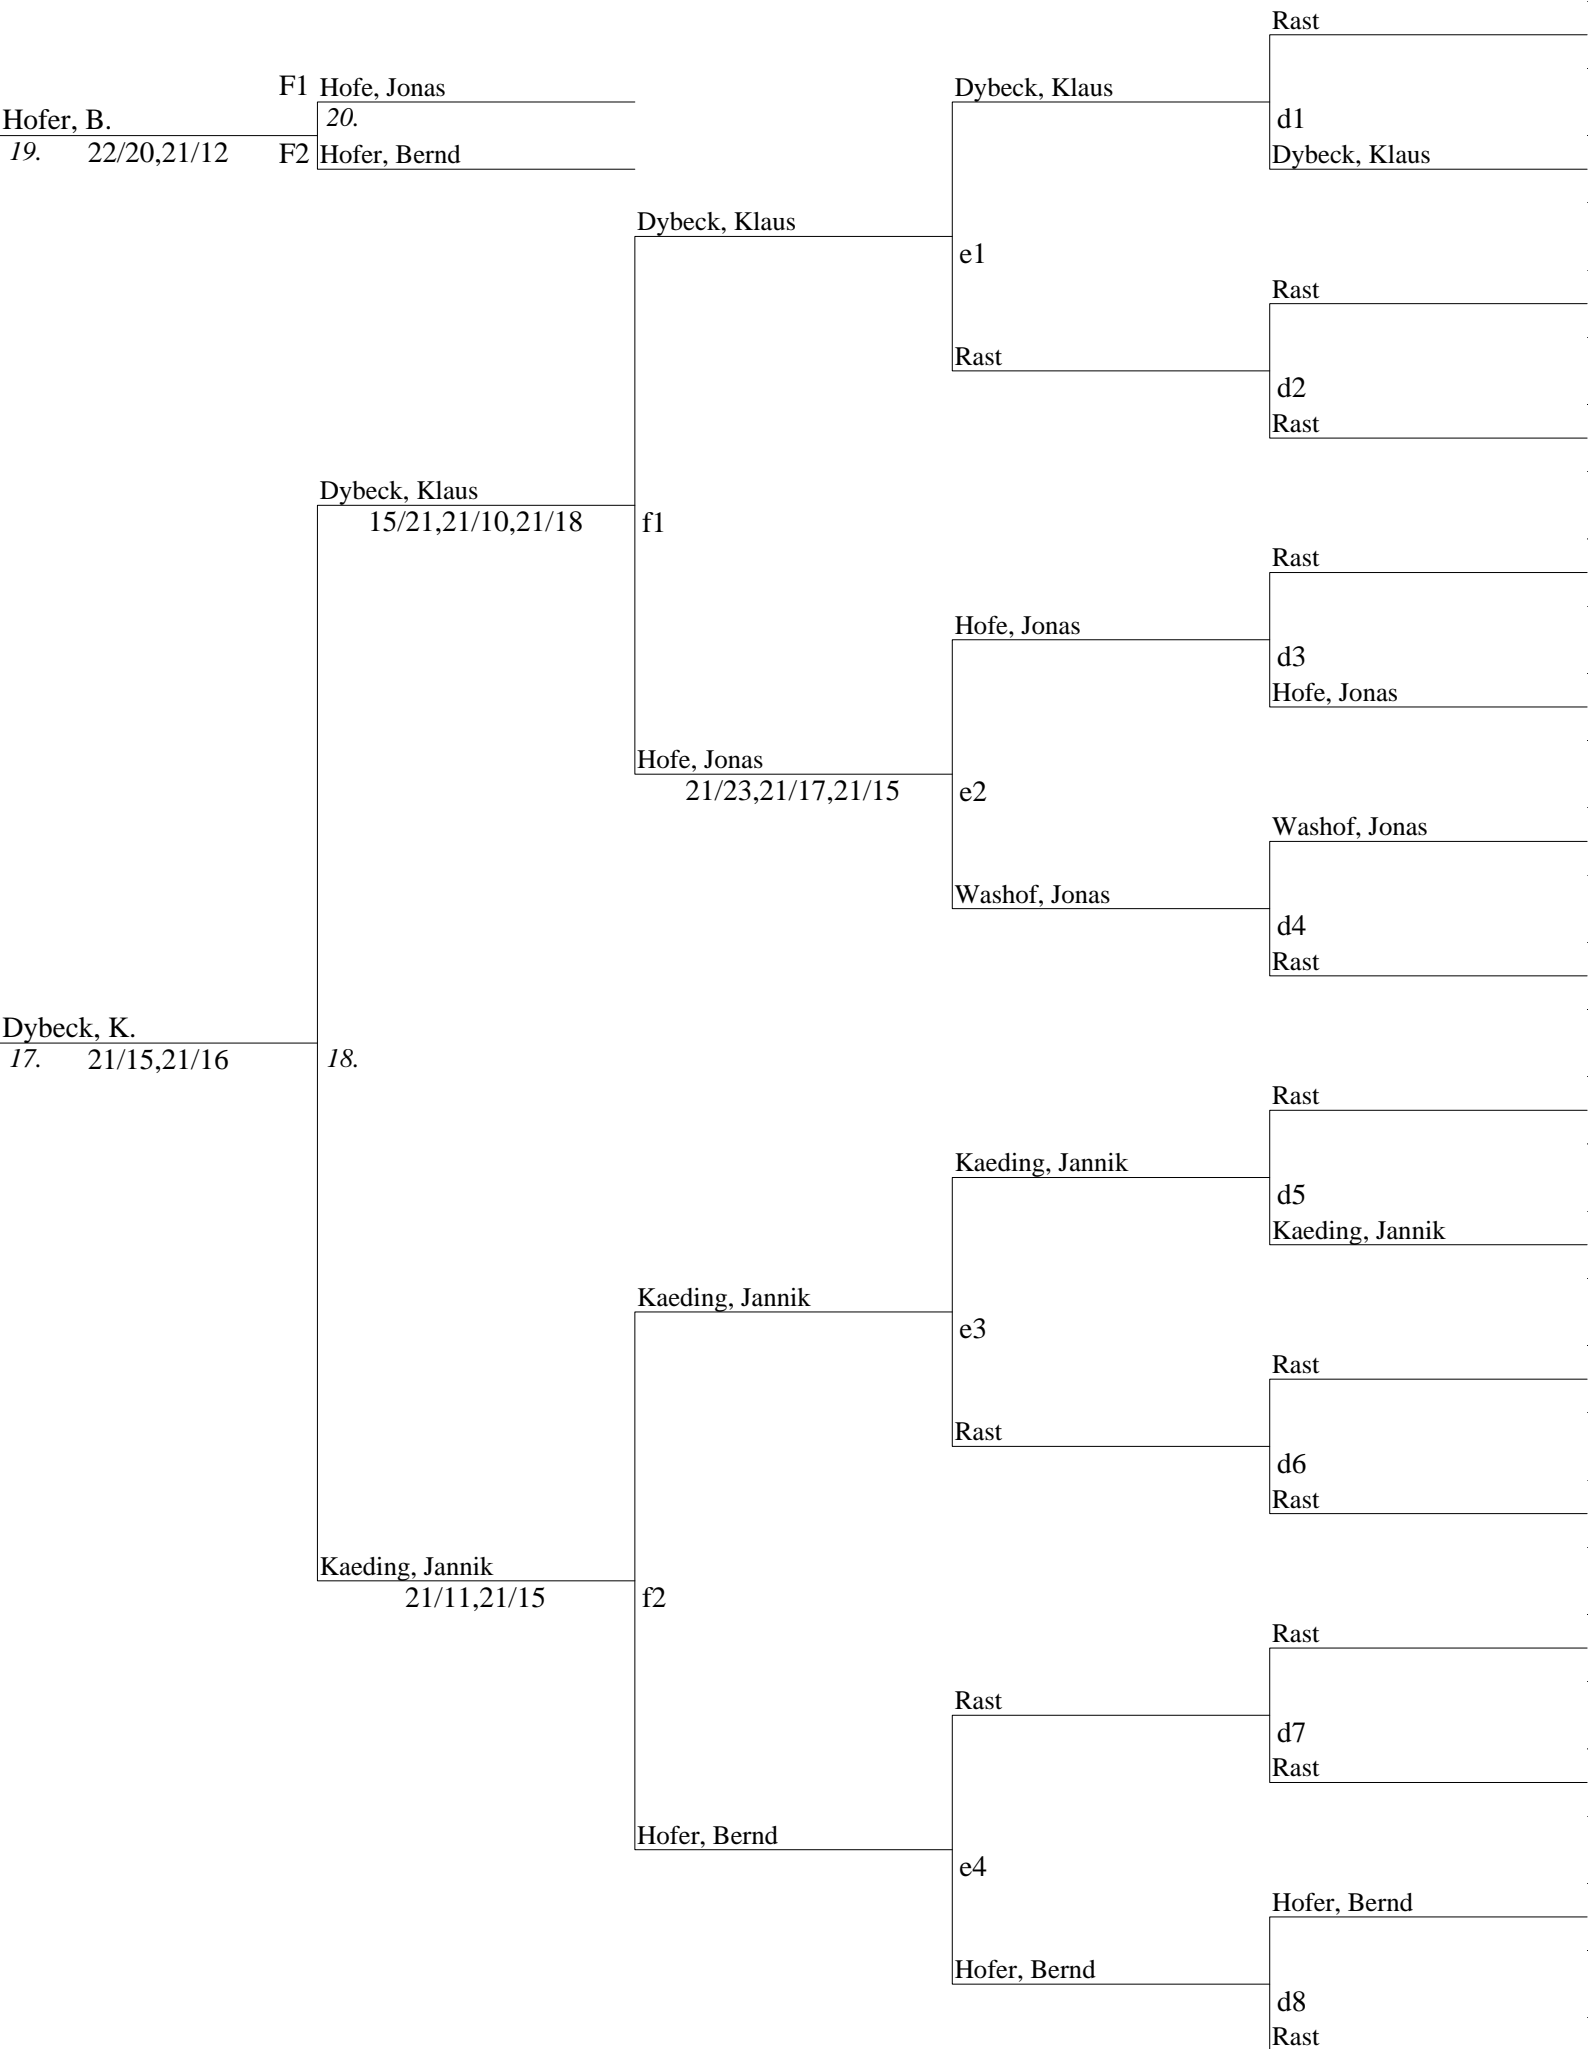 Rast
F1 Hofe, Jonas
Dybeck, Klaus
Hofer, B.
20.
d1
19. 22/20,21/12
F2 Hofer, Bernd
Dybeck, Klaus
Dybeck, Klaus
e1
Rast
Rast
d2
Rast
Dybeck, Klaus
15/21,21/10,21/18
f1
Rast
Hofe, Jonas
d3
Hofe, Jonas
Hofe, Jonas
21/23,21/17,21/15
e2
Washof, Jonas
Washof, Jonas
d4
Rast
Dybeck, K.
17. 21/15,21/16
18.
Rast
Kaeding, Jannik
d5
Kaeding, Jannik
Kaeding, Jannik
e3
Rast
Rast
d6
Rast
Kaeding, Jannik
21/11,21/15
f2
Rast
Rast
d7
Rast
Hofer, Bernd
e4
Hofer, Bernd
Hofer, Bernd
d8
Rast